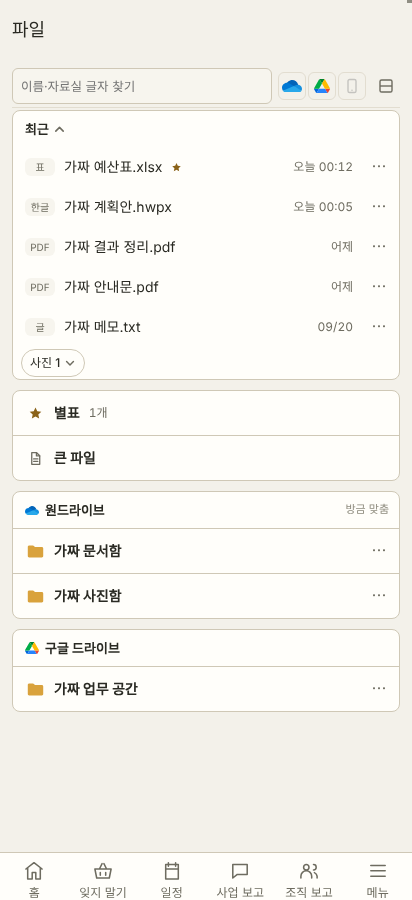 파일
이름·자료실 글자 찾기
최근
표 가짜 예산표.xlsx 오늘 00:12
한글 가짜 계획안.hwpx 오늘 00:05
PDF 가짜 결과 정리.pdf 어제
PDF 가짜 안내문.pdf 어제
글 가짜 메모.txt 09/20
사진 1
별표 1개
큰 파일
원드라이브 방금 맞춤
가짜 문서함
가짜 사진함
구글 드라이브
가짜 업무 공간
홈 잊지 말기 일정 사업 보고 조직 보고 메뉴